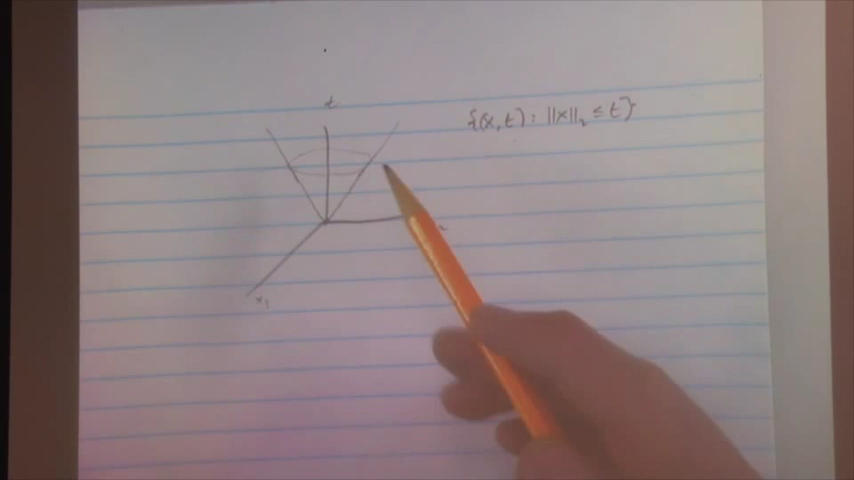 t
{(x, t) : ||x||₂ ≤ t}
x₁